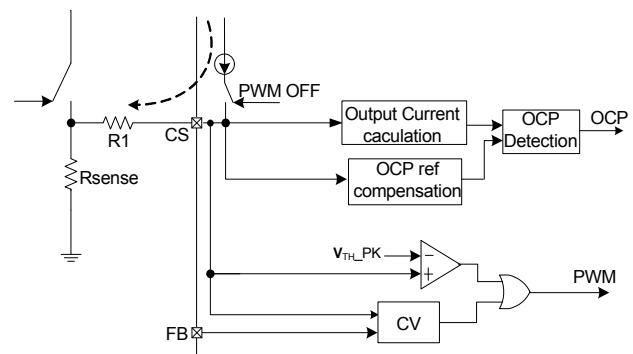 PWM OFF
R1
CS
Output Current
caculation
OCP
Detection
OCP
Rsense
OCP ref
compensation
VTH_PK
−
+
PWM
CV
FB